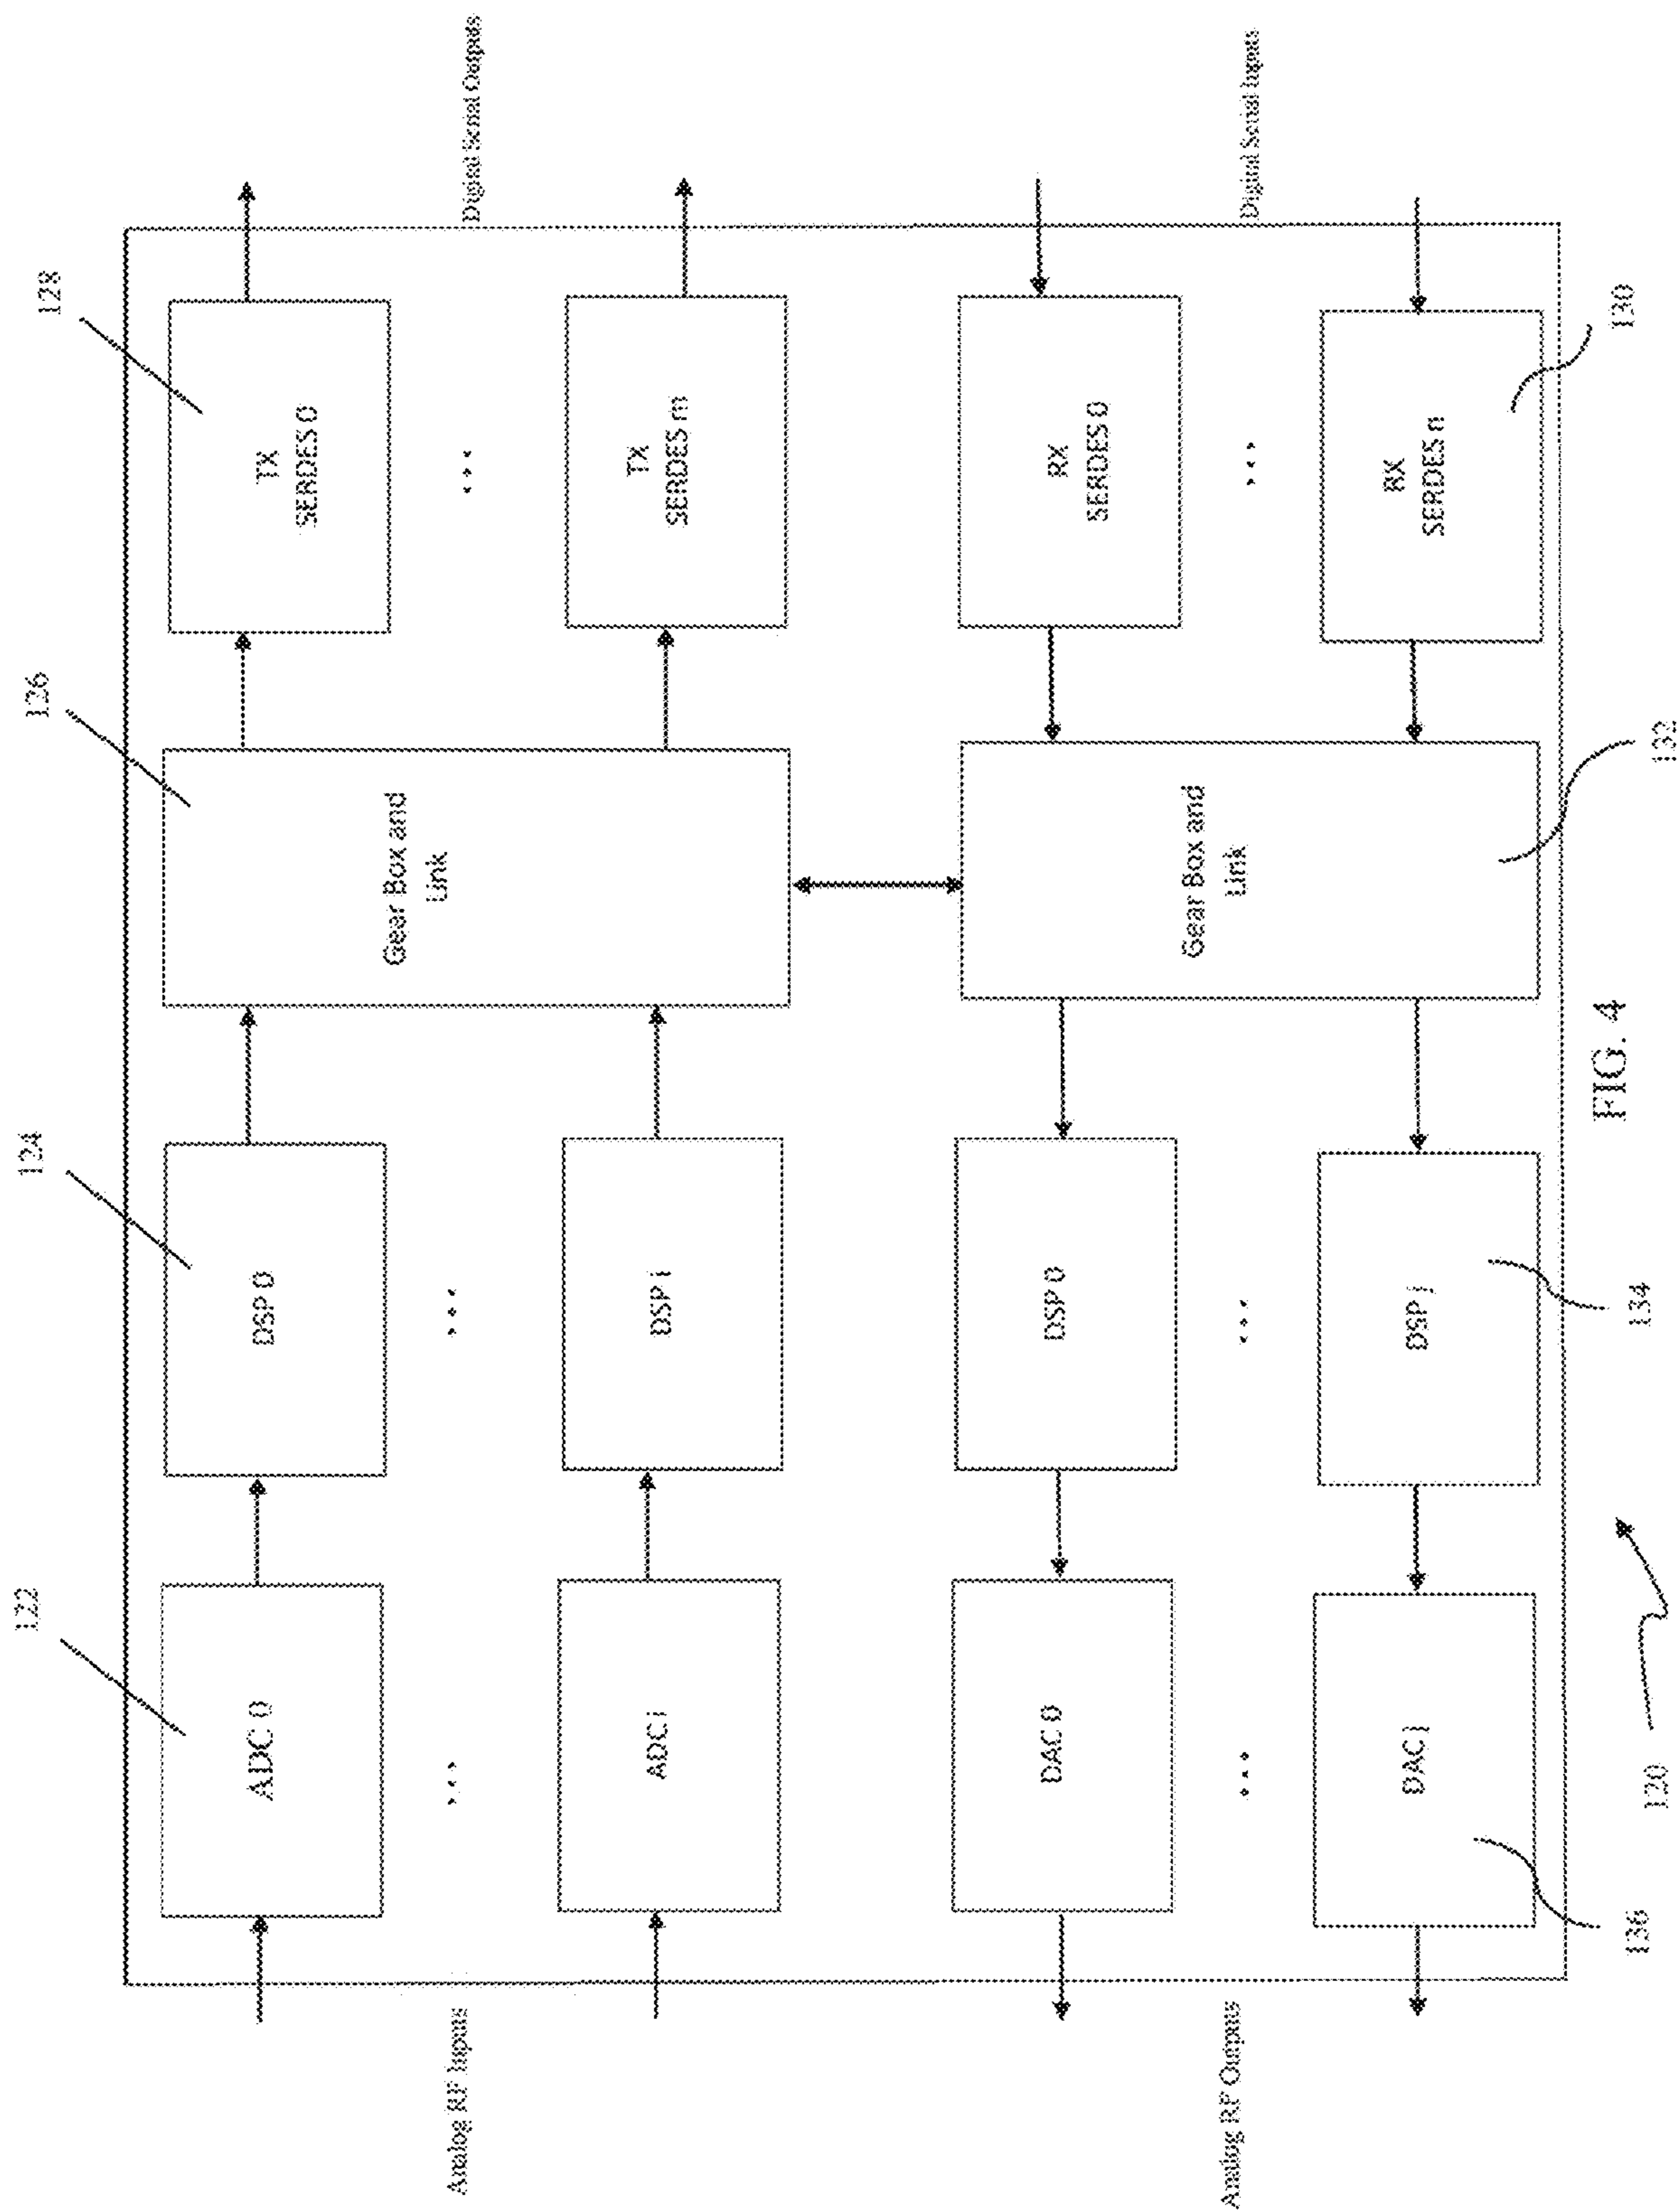 122
124
126
128
Analog RF Inputs
ADC 0
DSP 0
Gear Box and
Link
TX
SERDES 0
Digital Serial Outputs
...
...
...
ADC i
DSP i
TX
SERDES m
Analog RF Outputs
DAC 0
DSP 0
Gear Box and
Link
RX
SERDES 0
Digital Serial Inputs
...
...
...
DAC j
DSP j
RX
SERDES n
136
134
132
130
120
FIG. 4